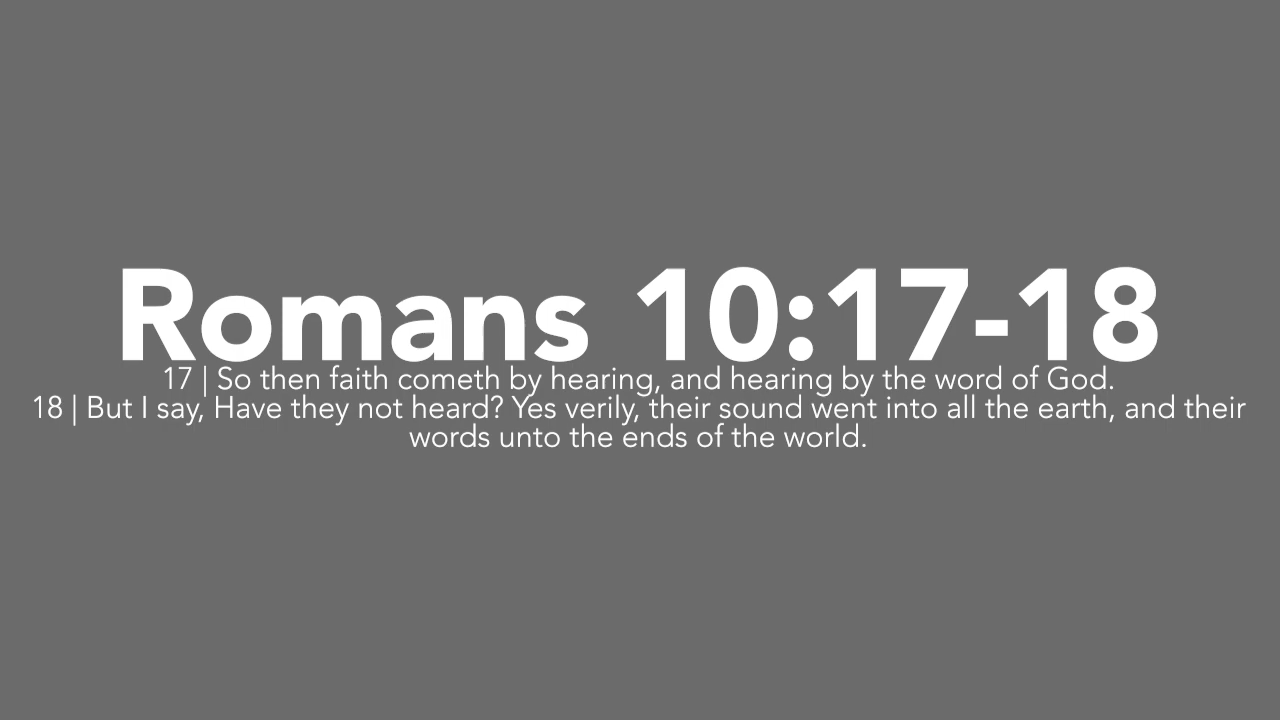 Romans 10:17-18
17 | So then faith cometh by hearing, and hearing by the word of God.
18 | But I say, Have they not heard? Yes verily, their sound went into all the earth, and their
words unto the ends of the world.